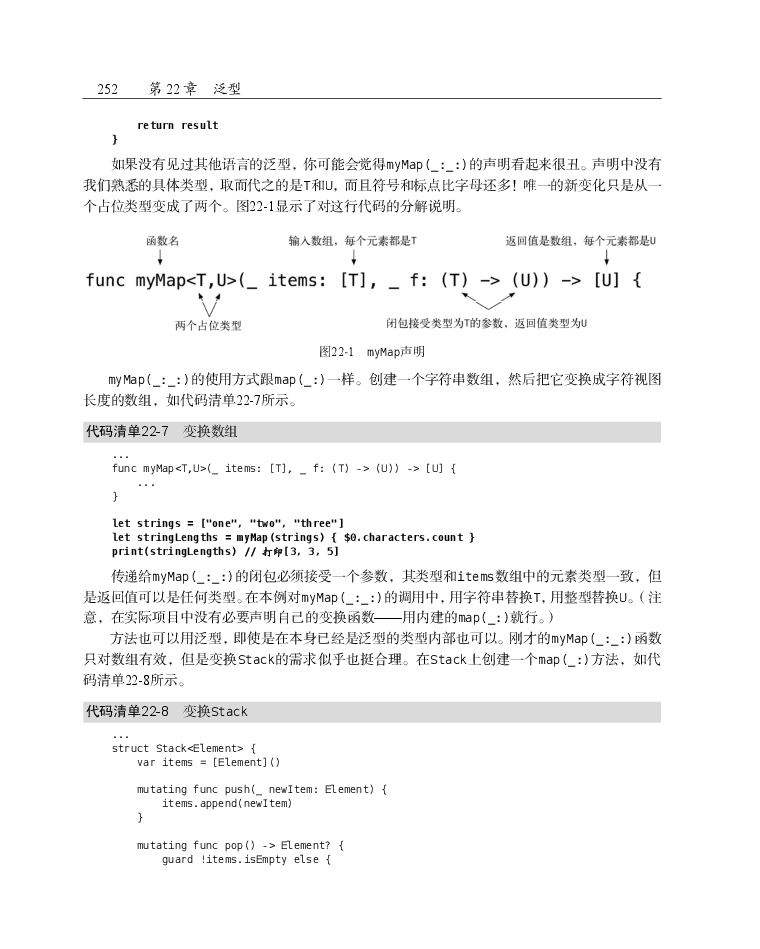 252 第 22 章 泛型
return result
}
如果没有见过其他语言的泛型，你可能会觉得myMap(_:_:)的声明看起来很丑。声明中没有
我们熟悉的具体类型，取而代之的是T和U，而且符号和标点比字母还多！唯一的新变化只是从一
个占位类型变成了两个。图22-1显示了对这行代码的分解说明。
函数名 输入数组，每个元素都是T 返回值是数组，每个元素都是U
func myMap<T,U>(_ items: [T], _ f: (T) -> (U)) -> [U] {
两个占位类型 闭包接受类型为T的参数，返回值类型为U
图22-1 myMap声明
myMap(_:_:)的使用方式跟map(_:)一样。创建一个字符串数组，然后把它变换成字符视图
长度的数组，如代码清单22-7所示。
代码清单22-7 变换数组
...
func myMap<T,U>(_ items: [T], _ f: (T) -> (U)) -> [U] {
...
}
let strings = ["one", "two", "three"]
let stringLengths = myMap(strings) { $0.characters.count }
print(stringLengths) // 打印[3, 3, 5]
传递给myMap(_:_:)的闭包必须接受一个参数，其类型和items数组中的元素类型一致，但
是返回值可以是任何类型。在本例对myMap(_:_:)的调用中，用字符串替换T，用整型替换U。（注
意，在实际项目中没有必要声明自己的变换函数——用内建的map(_:)就行。）
方法也可以用泛型，即使是在本身已经是泛型的类型内部也可以。刚才的myMap(_:_:)函数
只对数组有效，但是变换Stack的需求似乎也挺合理。在Stack上创建一个map(_:)方法，如代
码清单22-8所示。
代码清单22-8 变换Stack
...
struct Stack<Element> {
var items = [Element]()
mutating func push(_ newItem: Element) {
items.append(newItem)
}
mutating func pop() -> Element? {
guard !items.isEmpty else {